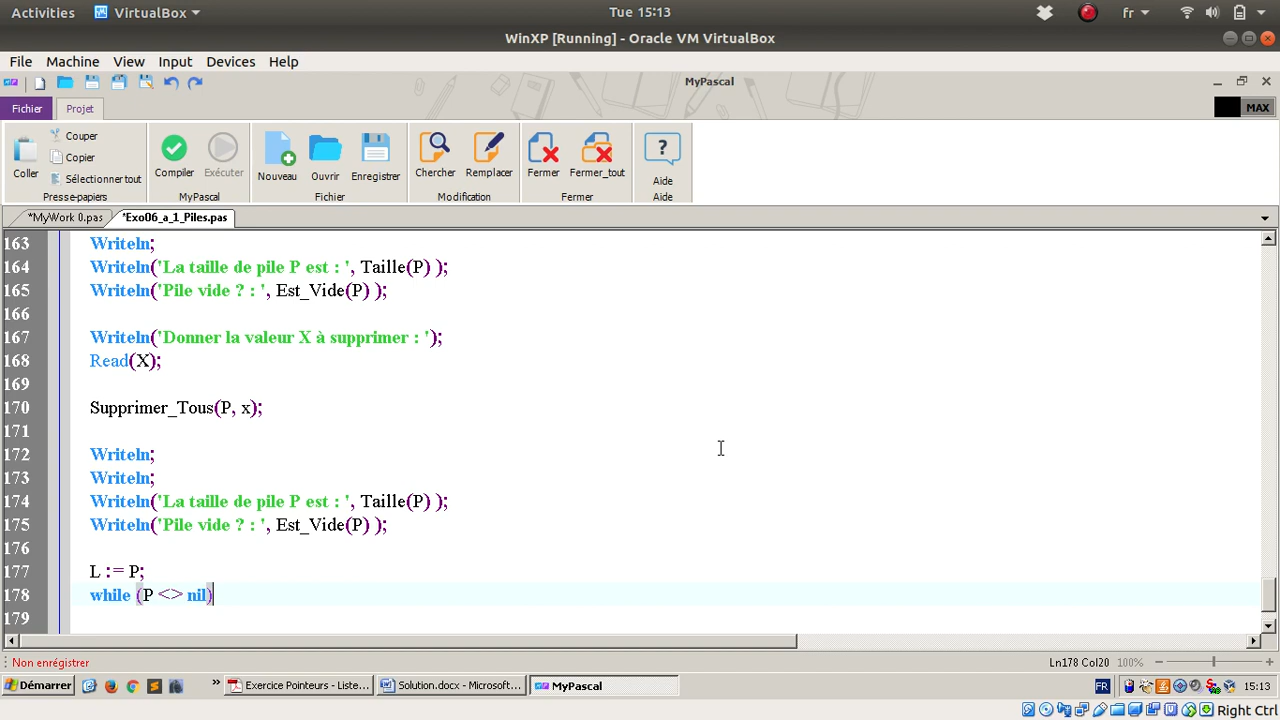 Activities VirtualBox Tue 15:13 fr
WinXP [Running] - Oracle VM VirtualBox
File Machine View Input Devices Help
MyPascal
Fichier Projet MAX
Coller Couper Copier Sélectionner tout Compiler Exécuter Nouveau Ouvrir Enregistrer Chercher Remplacer Fermer Fermer_tout ? Aide
Presse-papiers MyPascal Fichier Modification Fermer Aide
*MyWork 0.pas *Exo06_a_1_Piles.pas
163 Writeln;
164 Writeln('La taille de pile P est : ', Taille(P) );
165 Writeln('Pile vide ? : ', Est_Vide(P) );
166
167 Writeln('Donner la valeur X à supprimer : ');
168 Read(X);
169
170 Supprimer_Tous(P, x);
171
172 Writeln;
173 Writeln;
174 Writeln('La taille de pile P est : ', Taille(P) );
175 Writeln('Pile vide ? : ', Est_Vide(P) );
176
177 L := P;
178 while (P <> nil)
179
Non enrégistrer Ln178 Col20 100%
Démarrer » Exercice Pointeurs - Liste... Solution.docx - Microsoft... MyPascal FR 15:13
Right Ctrl